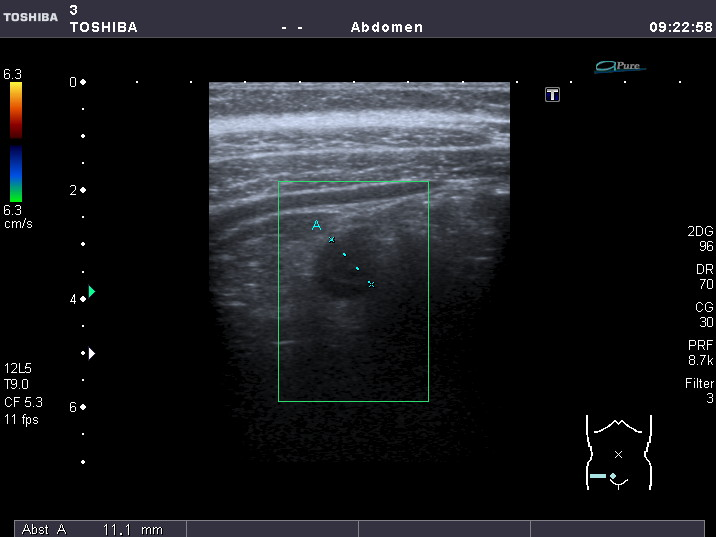 TOSHIBA
3
TOSHIBA - - Abdomen 09:22:58
aPure
6.3
6.3
cm/s
0
2
4
6
T
A
2DG
96
DR
70
CG
30
PRF
8.7k
Filter
3
12L5
T9.0
CF 5.3
11 fps
Abst A 11.1 mm